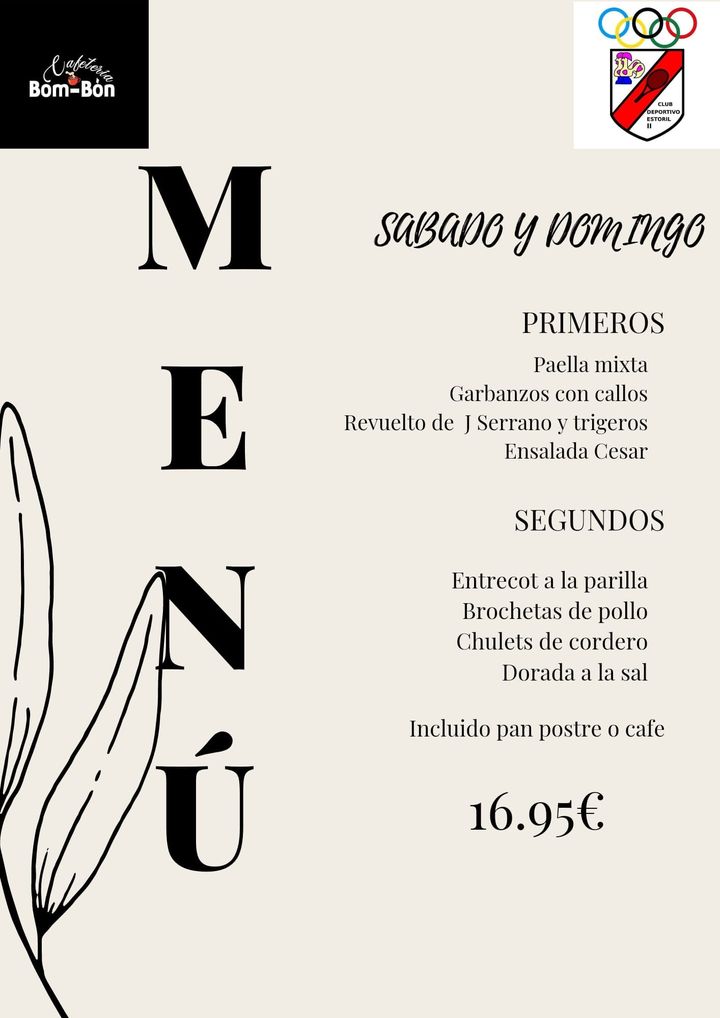 Cafetería
Bom-Bòn
CLUB
DEPORTIVO
ESTORIL
II
MENÚ
SABADO Y DOMINGO
PRIMEROS
Paella mixta
Garbanzos con callos
Revuelto de J Serrano y trigeros
Ensalada Cesar
SEGUNDOS
Entrecot a la parilla
Brochetas de pollo
Chulets de cordero
Dorada a la sal
Incluido pan postre o cafe
16.95€